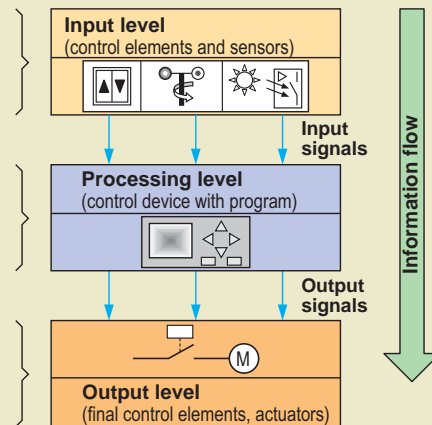 Input level
(control elements and sensors)
Input
signals
Processing level
(control device with program)
Output
signals
M
Output level
(final control elements, actuators)
Information flow